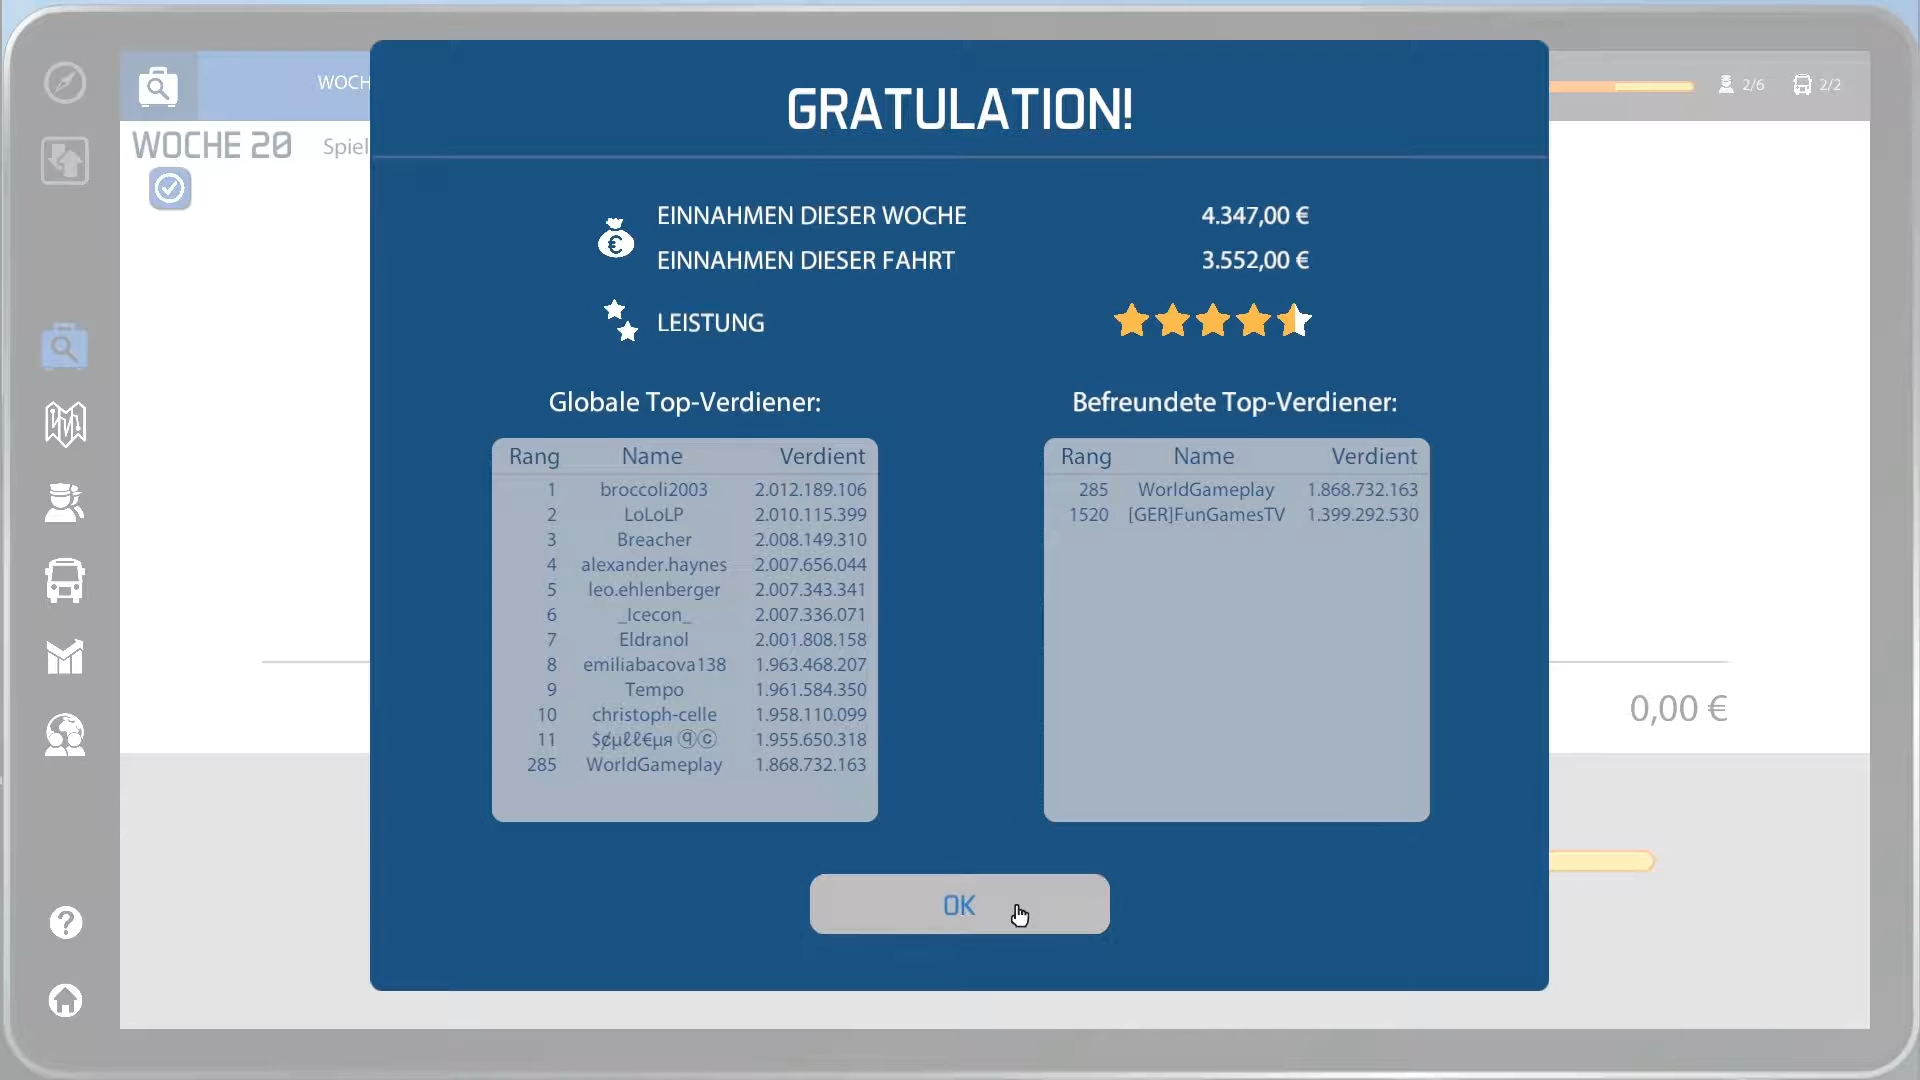 WOCH
2/6
2/2
WOCHE 20
Spiel
GRATULATION!
EINNAHMEN DIESER WOCHE 4.347,00 €
EINNAHMEN DIESER FAHRT 3.552,00 €
LEISTUNG
Globale Top-Verdiener:
Rang Name Verdient
1 broccoli2003 2.012.189.106
2 LoLoLP 2.010.115.399
3 Breacher 2.008.149.310
4 alexander.haynes 2.007.656.044
5 leo.ehlenberger 2.007.343.341
6 _Icecon_ 2.007.336.071
7 Eldranol 2.001.808.158
8 emiliabacova138 1.963.468.207
9 Tempo 1.961.584.350
10 christoph-celle 1.958.110.099
11 $¢µℓℓ€µя ⓠⓒ 1.955.650.318
285 WorldGameplay 1.868.732.163
Befreundete Top-Verdiener:
Rang Name Verdient
285 WorldGameplay 1.868.732.163
1520 [GER]FunGamesTV 1.399.292.530
0,00 €
OK